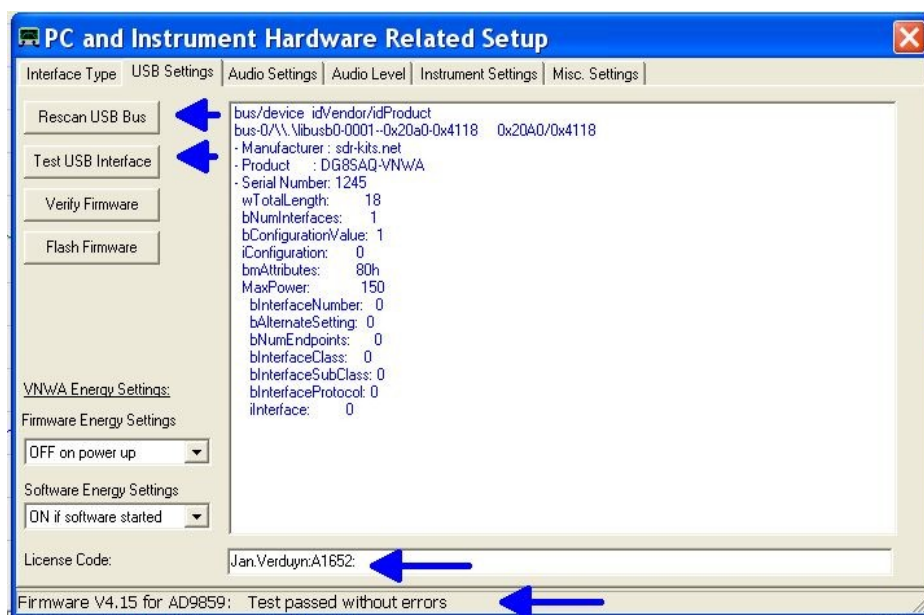 PC and Instrument Hardware Related Setup
Interface Type USB Settings Audio Settings Audio Level Instrument Settings Misc. Settings
Rescan USB Bus
Test USB Interface
Verify Firmware
Flash Firmware
bus/device idVendor/idProduct
bus-0/\\.\libusb0-0001--0x20a0-0x4118 0x20A0/0x4118
- Manufacturer : sdr-kits.net
- Product : DG8SAQ-VNWA
- Serial Number: 1245
wTotalLength: 18
bNumInterfaces: 1
bConfigurationValue: 1
iConfiguration: 0
bmAttributes: 80h
MaxPower: 150
bInterfaceNumber: 0
bAlternateSetting: 0
bNumEndpoints: 0
bInterfaceClass: 0
bInterfaceSubClass: 0
bInterfaceProtocol: 0
iInterface: 0
VNWA Energy Settings:
Firmware Energy Settings
OFF on power up
Software Energy Settings
ON if software started
License Code: Jan.Verduyn:A1652:
Firmware V4.15 for AD9859: Test passed without errors